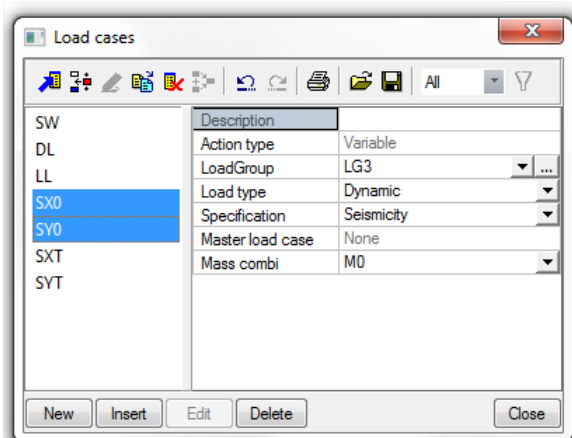 Load cases
All
SW
DL
LL
SX0
SY0
SXT
SYT
Description
Action type Variable
LoadGroup LG3 ...
Load type Dynamic
Specification Seismicity
Master load case None
Mass combi M0
New Insert Edit Delete Close